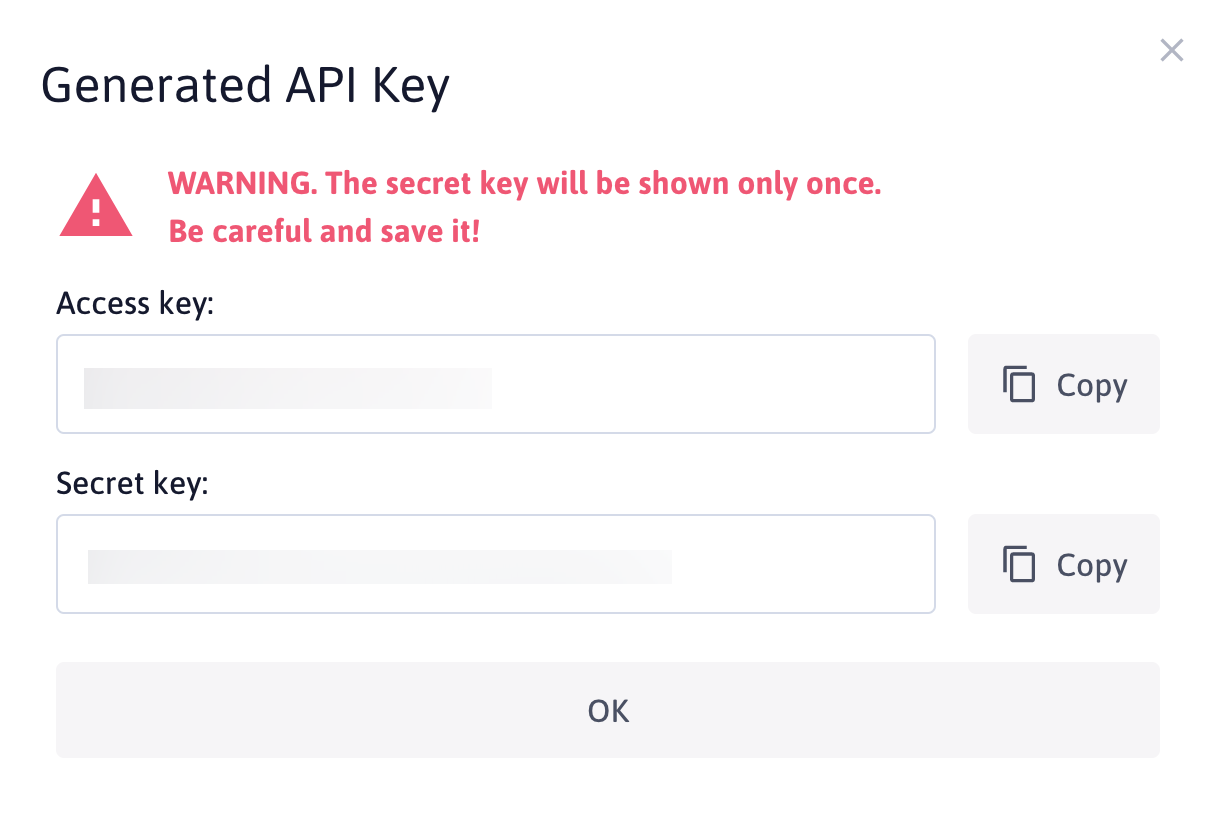 Generated API Key
WARNING. The secret key will be shown only once.
Be careful and save it!
Access key:
Copy
Secret key:
Copy
OK